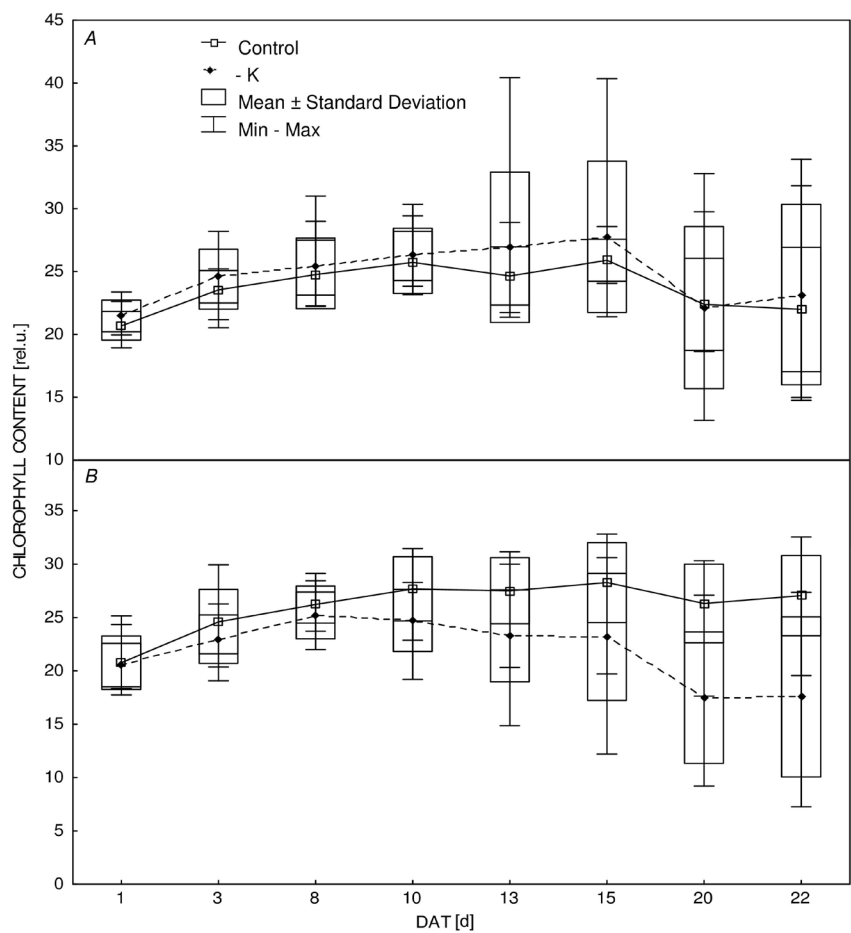 A
Control
- K
Mean ± Standard Deviation
Min - Max
45
40
35
30
25
20
15
10
CHLOROPHYLL CONTENT [rel.u.]
B
35
30
25
20
15
10
5
0
1 3 8 10 13 15 20 22
DAT [d]